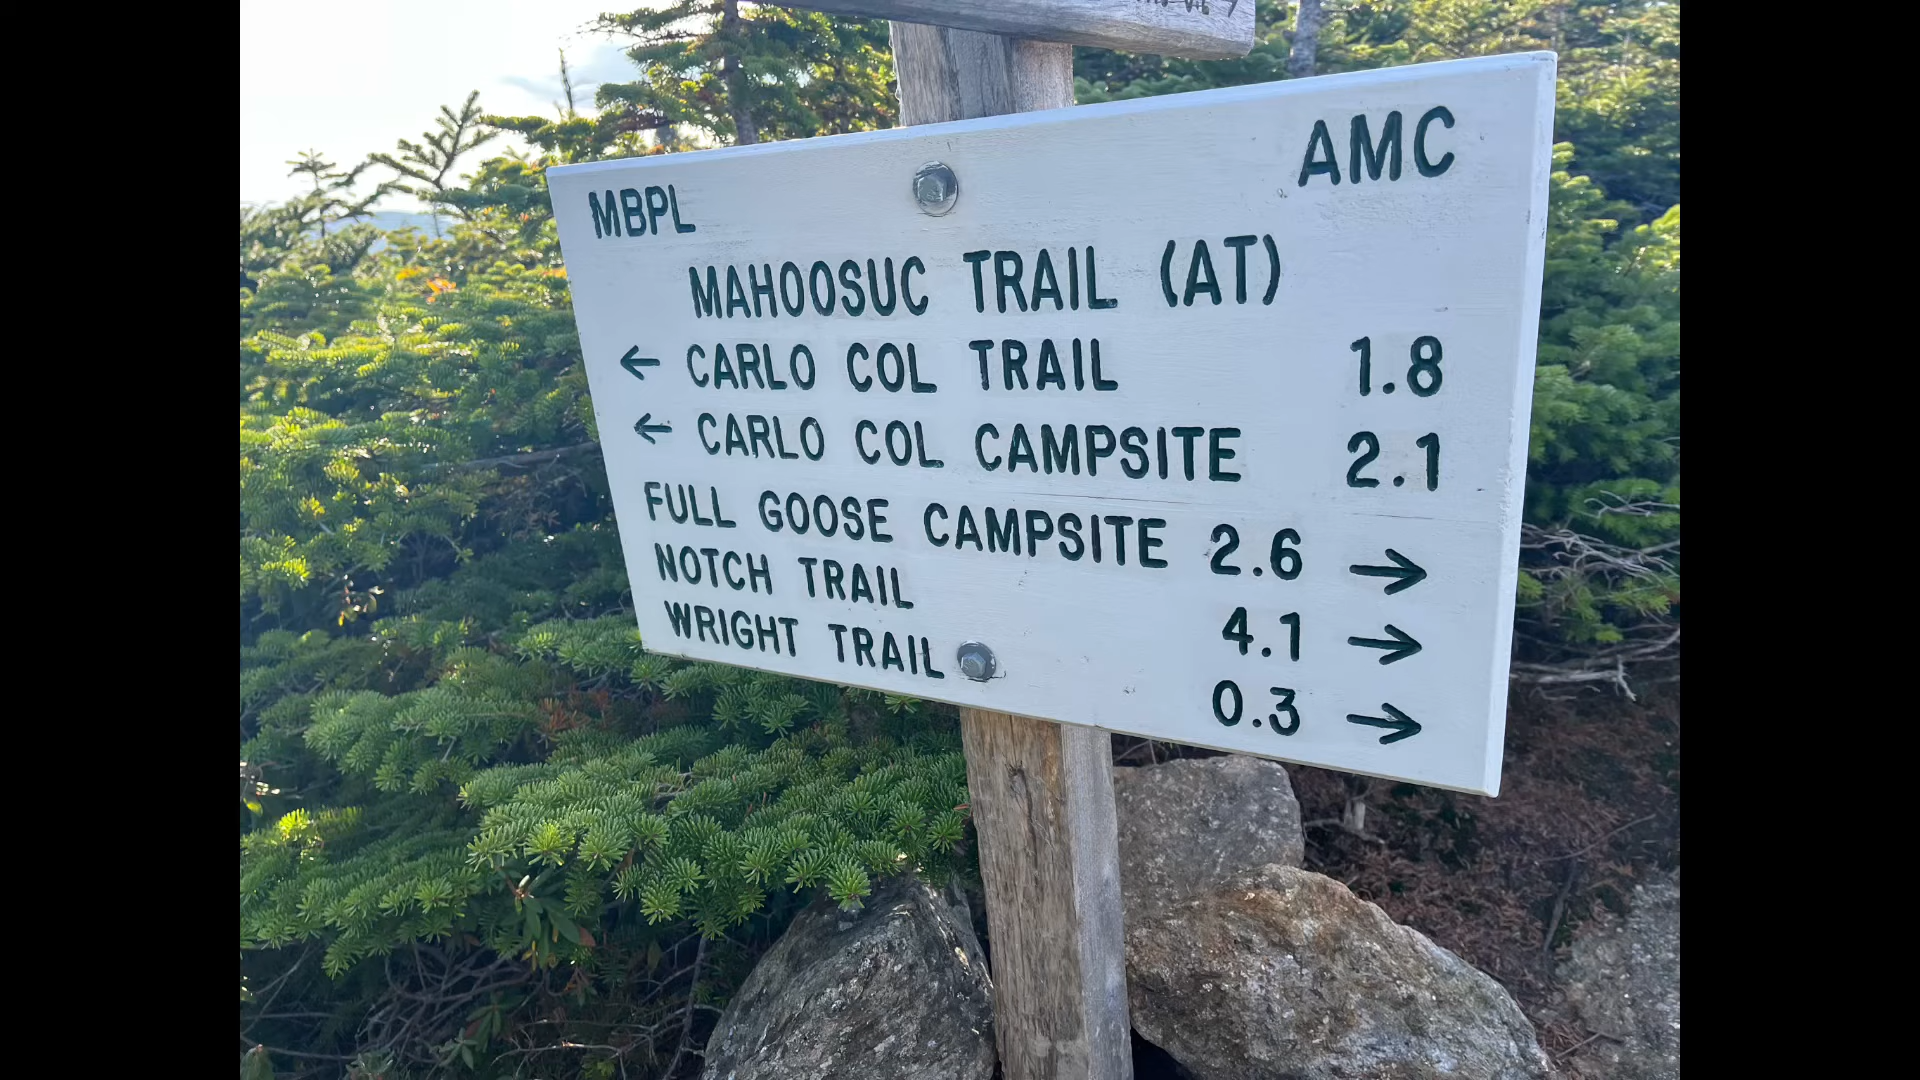 MBPL AMC
MAHOOSUC TRAIL (AT)
← CARLO COL TRAIL 1.8
← CARLO COL CAMPSITE 2.1
FULL GOOSE CAMPSITE 2.6 →
NOTCH TRAIL 4.1 →
WRIGHT TRAIL 0.3 →